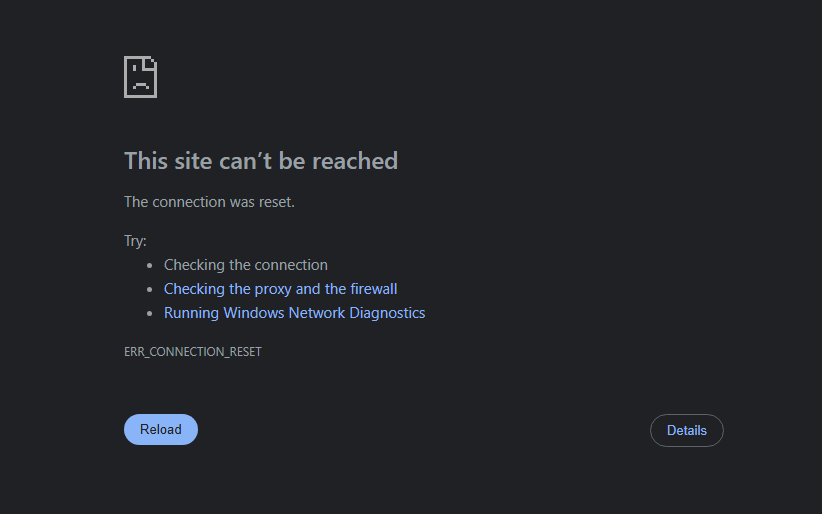 This site can’t be reached
The connection was reset.
Try:
Checking the connection
Checking the proxy and the firewall
Running Windows Network Diagnostics
ERR_CONNECTION_RESET
Reload
Details